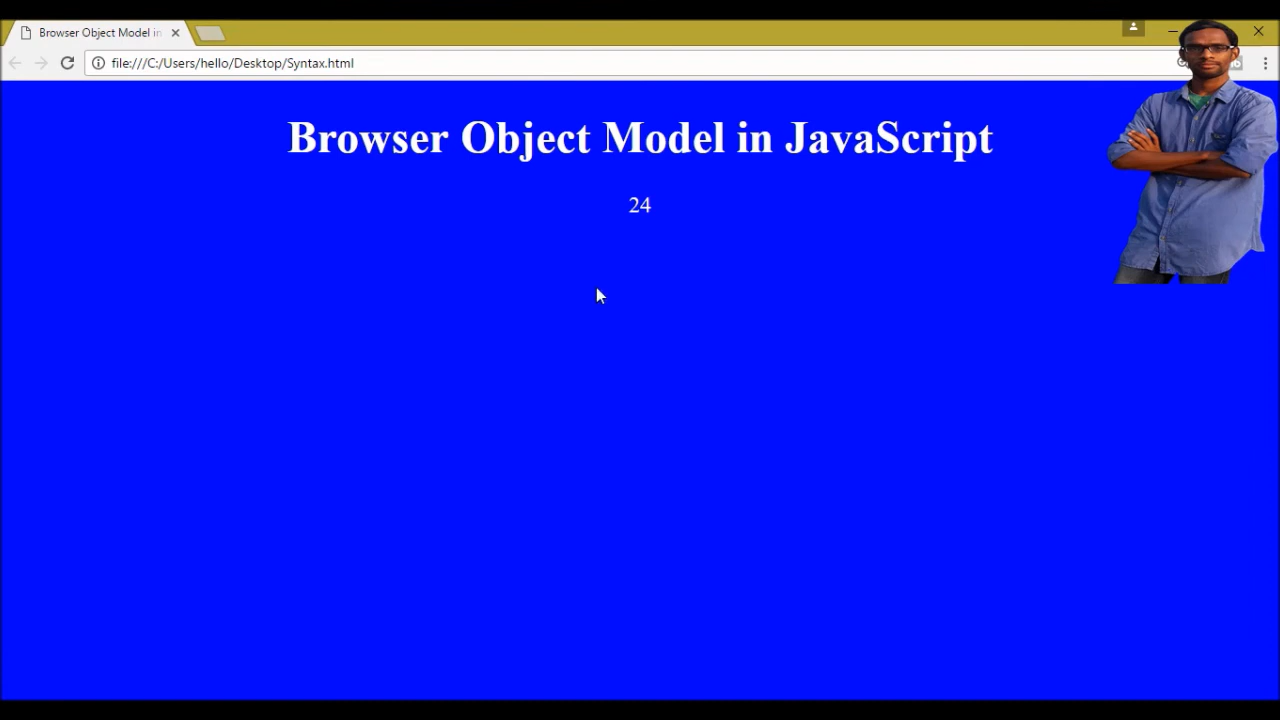 Browser Object Model in
file:///C:/Users/hello/Desktop/Syntax.html
Browser Object Model in JavaScript
24